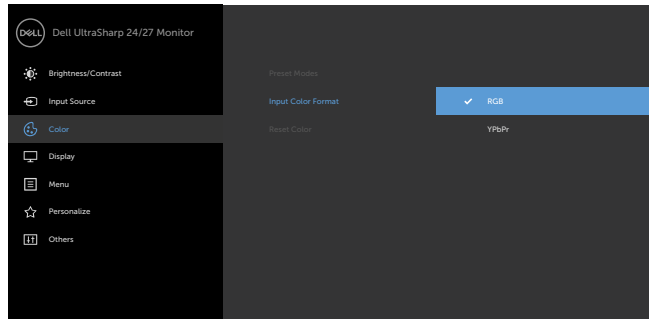 DELL Dell UltraSharp 24/27 Monitor
Brightness/Contrast
Preset Modes
Input Source
Input Color Format
RGB
Color
Reset Color
YPbPr
Display
Menu
Personalize
Others